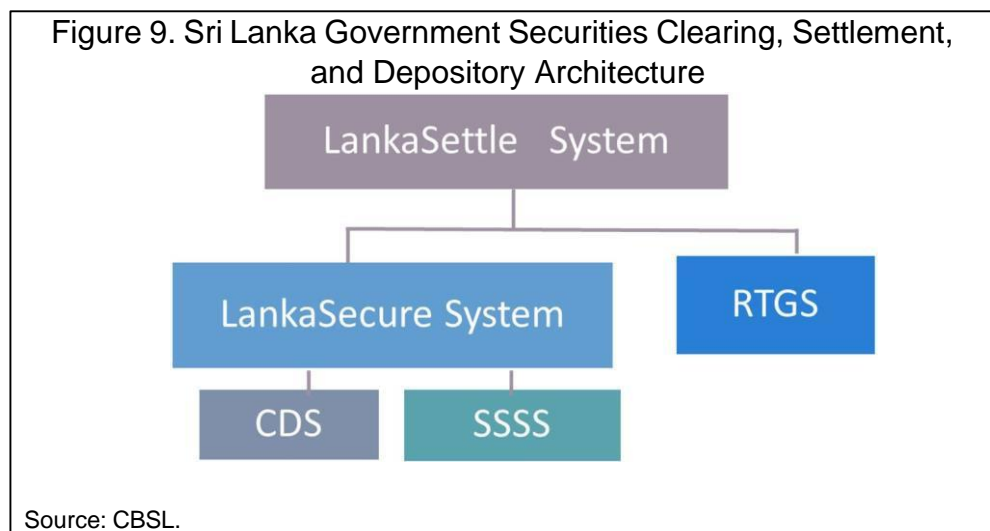 Figure 9. Sri Lanka Government Securities Clearing, Settlement,
and Depository Architecture
LankaSettle System
LankaSecure System
RTGS
CDS
SSSS
Source: CBSL.